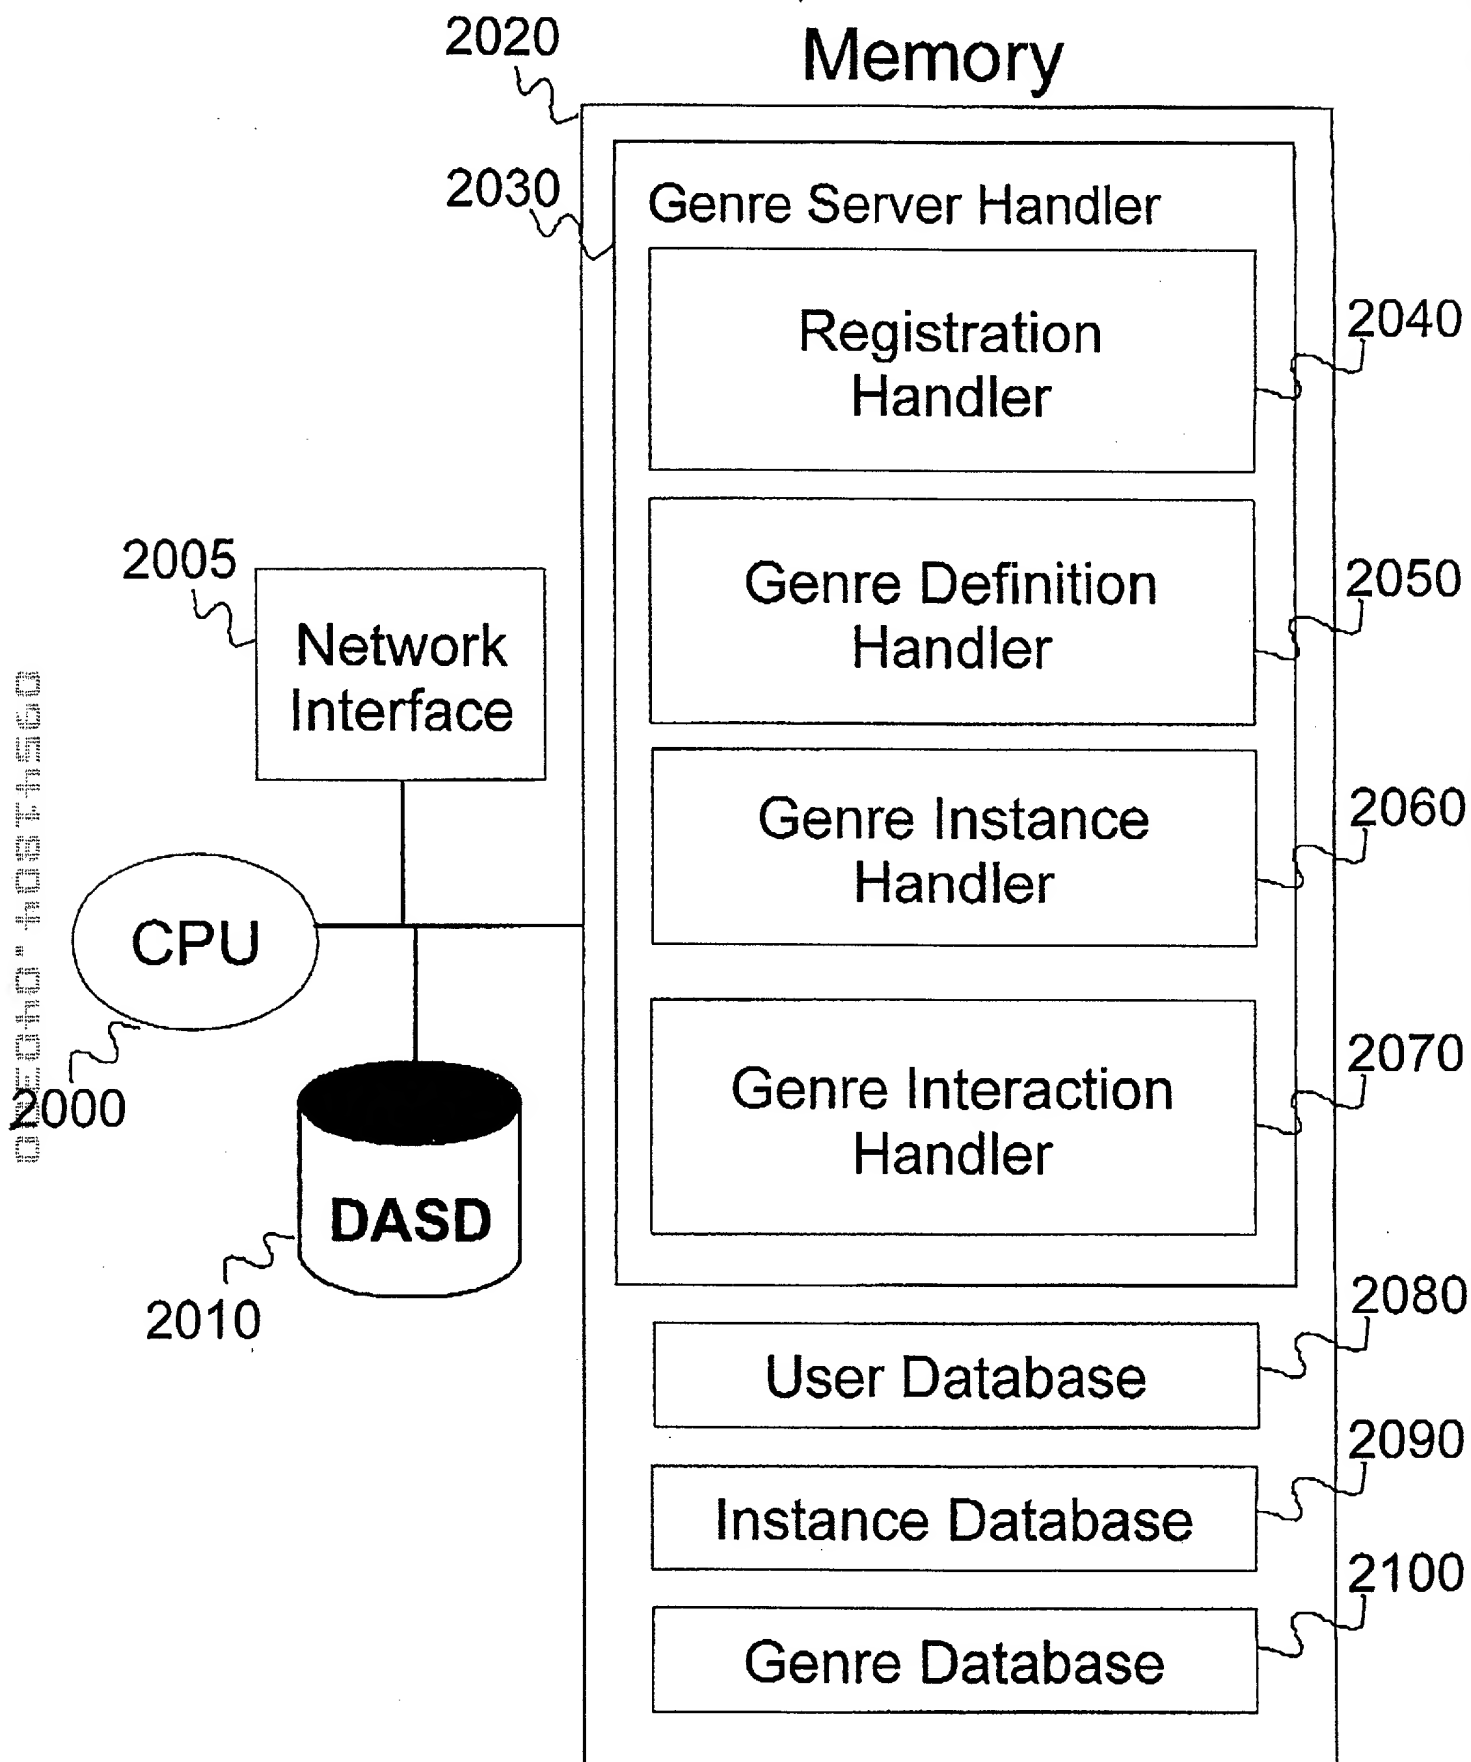 2020
Memory
2030
Genre Server Handler
Registration
Handler
2040
Genre Definition
Handler
2050
2005
Network
Interface
Genre Instance
Handler
2060
CPU
2000
Genre Interaction
Handler
2070
DASD
2010
User Database
2080
Instance Database
2090
Genre Database
2100